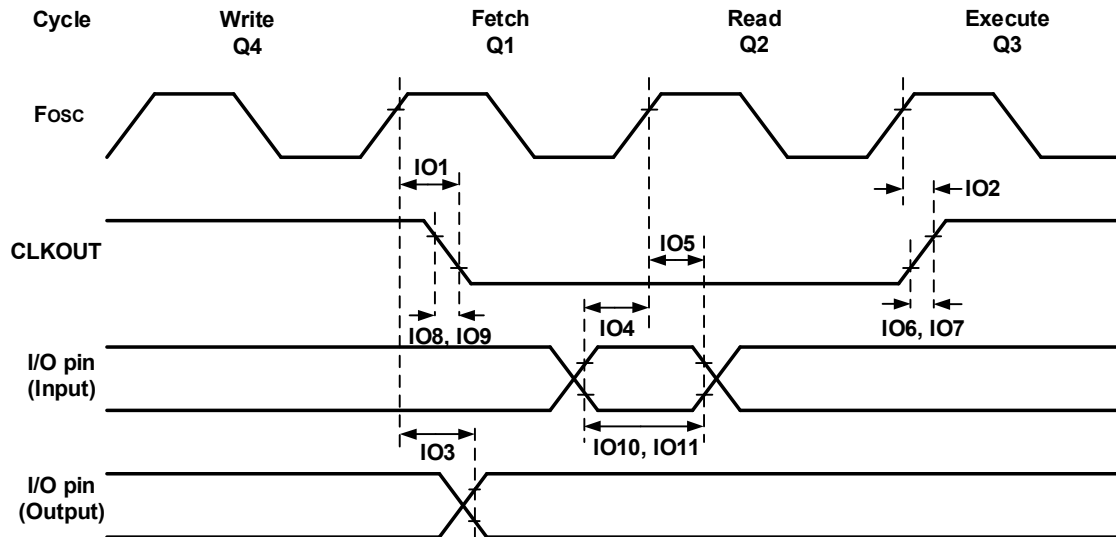 Cycle
Write
Q4
Fetch
Q1
Read
Q2
Execute
Q3
Fosc
IO1
IO2
CLKOUT
IO5
IO8, IO9
IO4
IO6, IO7
I/O pin
(Input)
IO10, IO11
IO3
I/O pin
(Output)